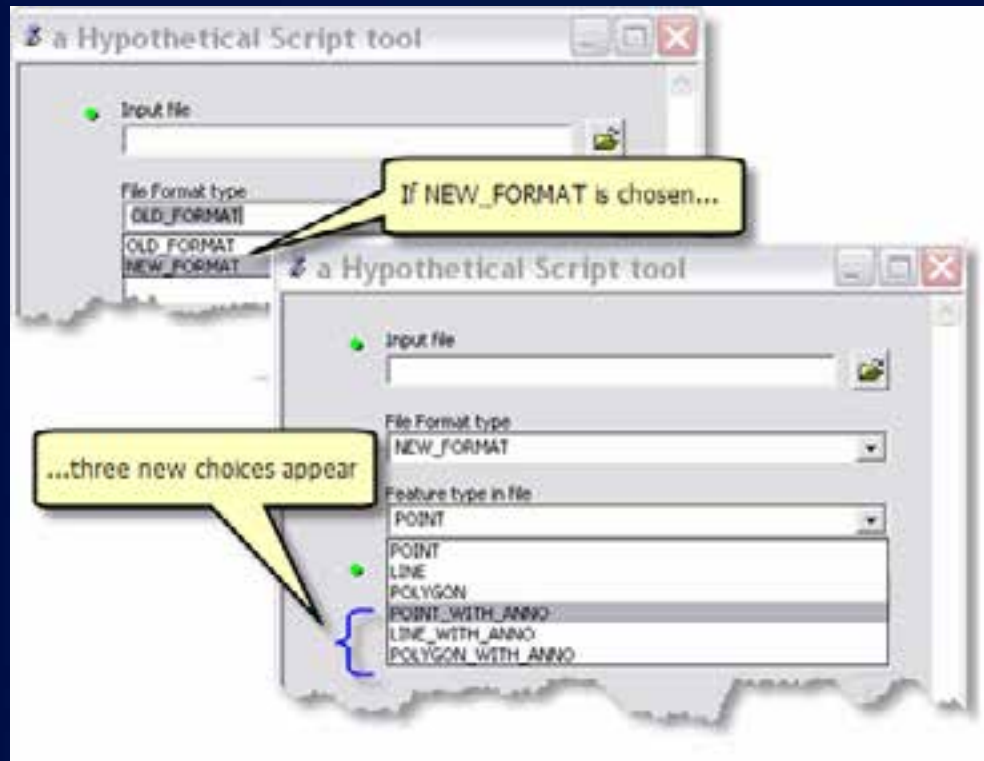 a Hypothetical Script tool
Input file
File Format type
OLD_FORMAT
OLD_FORMAT
NEW_FORMAT
If NEW_FORMAT is chosen...
a Hypothetical Script tool
Input file
File Format type
NEW_FORMAT
...three new choices appear
Feature type in file
POINT
POINT
LINE
POLYGON
POINT_WITH_ANNO
LINE_WITH_ANNO
POLYGON_WITH_ANNO